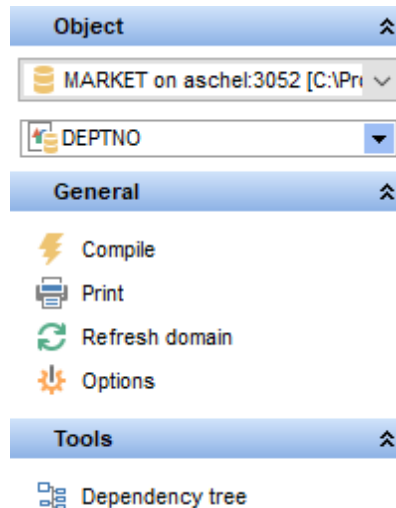 Object
MARKET on aschel:3052 [C:\Pr
DEPTNO
General
Compile
Print
Refresh domain
Options
Tools
Dependency tree